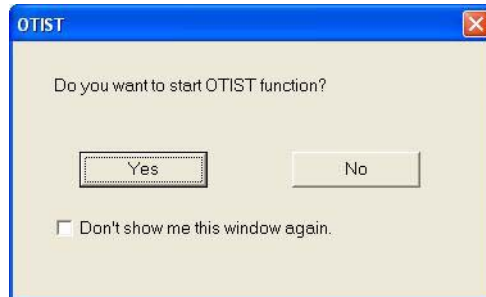 OTIST
Do you want to start OTIST function?
Yes No
Don't show me this window again.